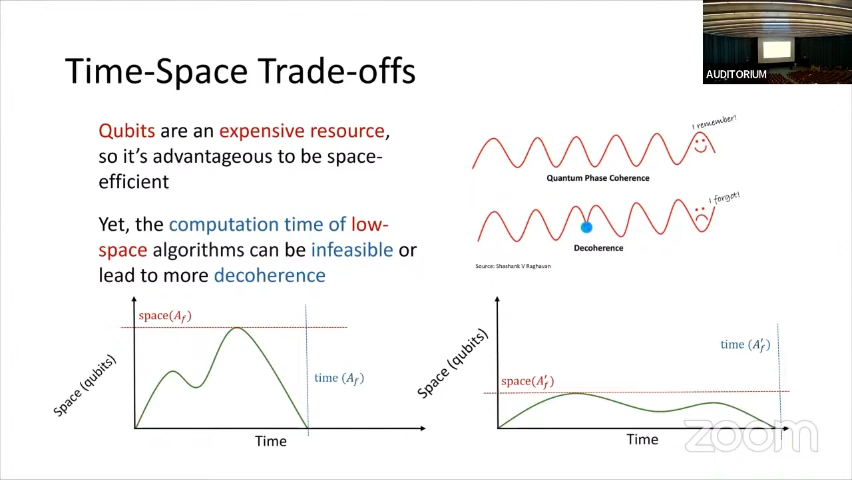 AUDITORIUM
Time-Space Trade-offs
Qubits are an expensive resource,
so it's advantageous to be space-
efficient
Yet, the computation time of low-
space algorithms can be infeasible or
lead to more decoherence
I remember!
Quantum Phase Coherence
I forgot!
Decoherence
Source: Shashank V Raghavan
space(A_f)
time (A_f)
Space (qubits)
Time
time (A'_f)
space(A'_f)
Space (qubits)
Time
zoom